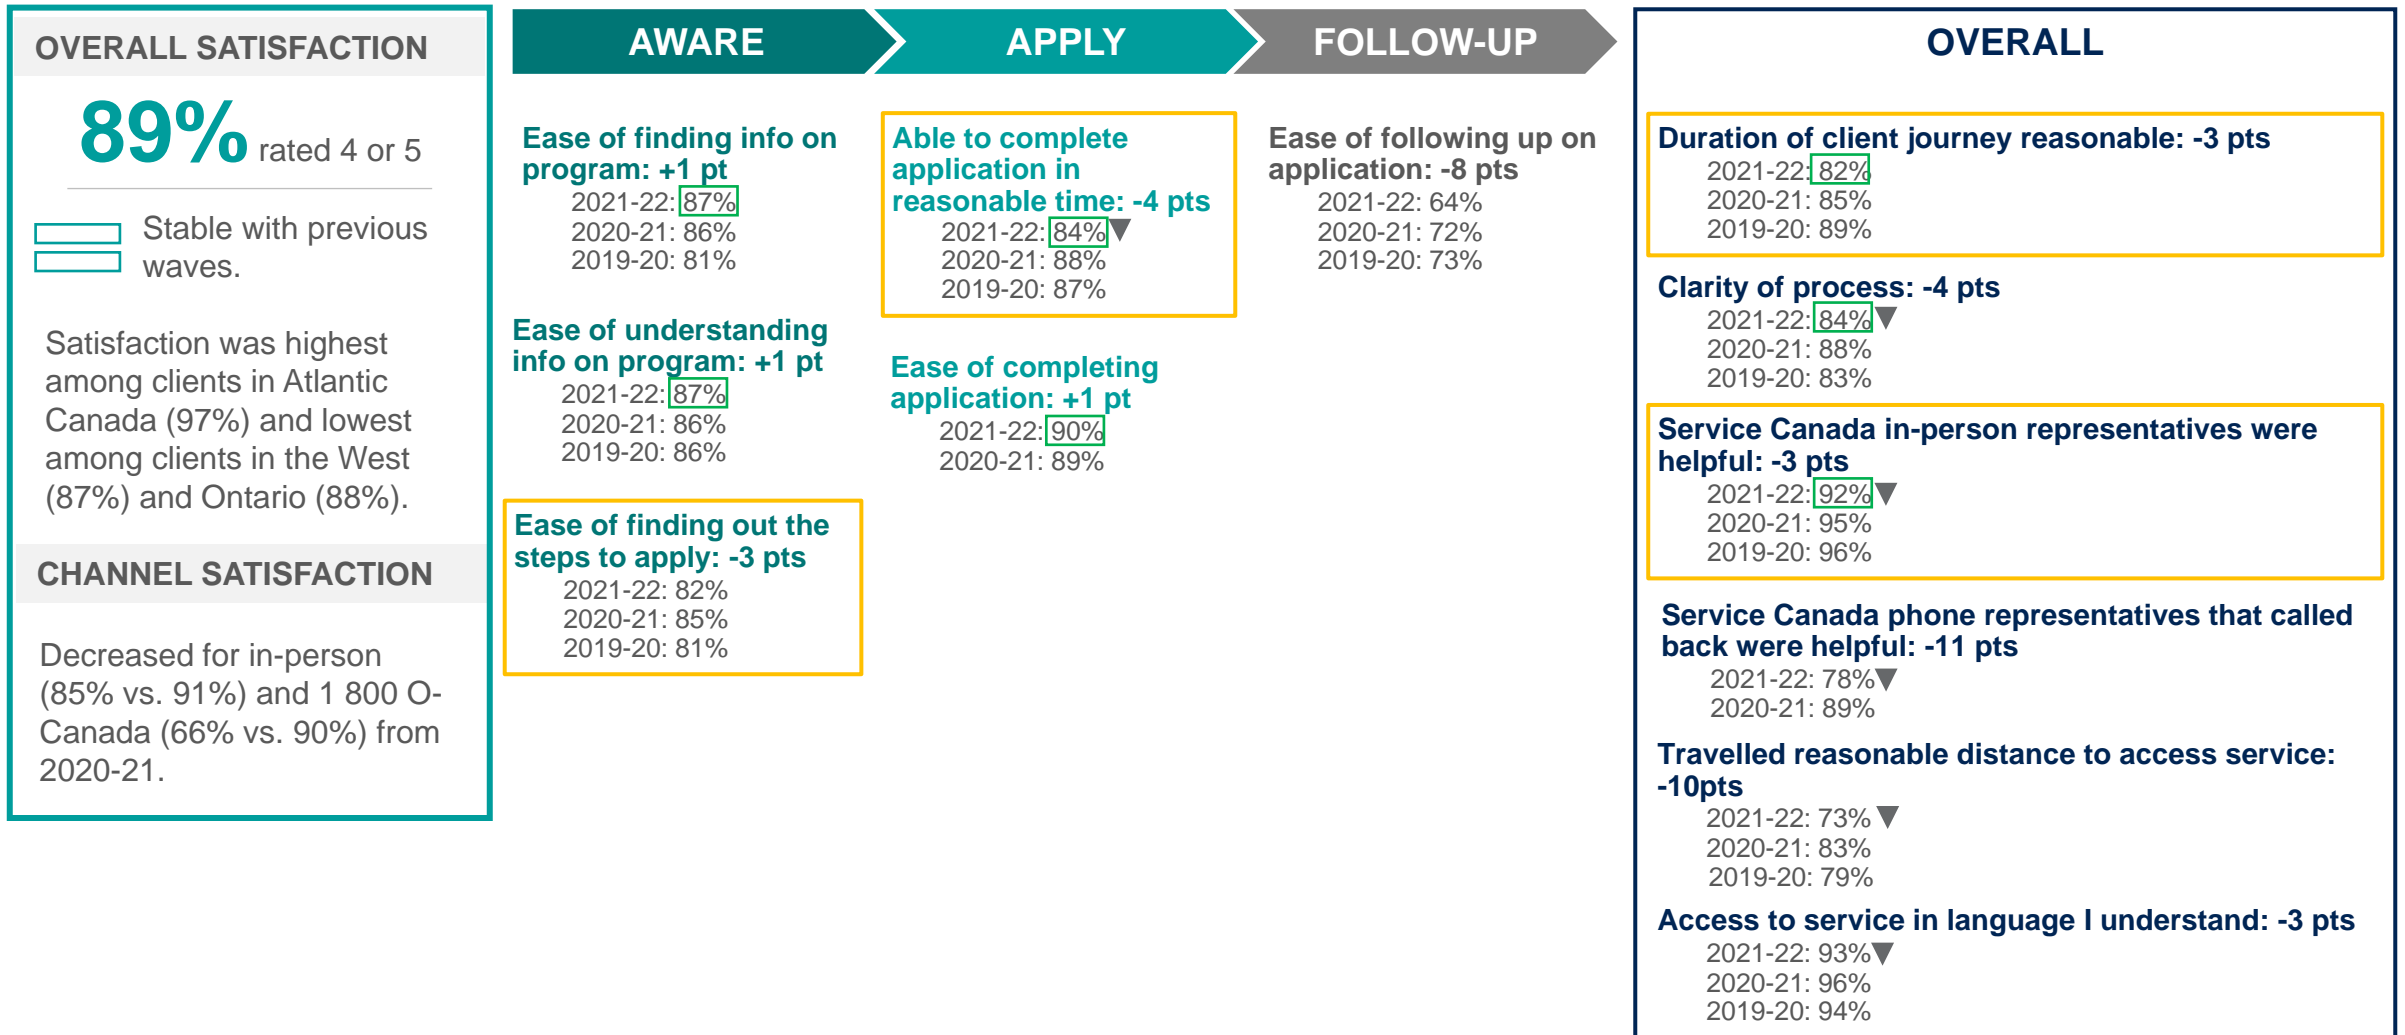 OVERALL SATISFACTION
89% rated 4 or 5
Stable with previous
waves.
Satisfaction was highest
among clients in Atlantic
Canada (97%) and lowest
among clients in the West
(87%) and Ontario (88%).
CHANNEL SATISFACTION
Decreased for in-person
(85% vs. 91%) and 1 800 O-
Canada (66% vs. 90%) from
2020-21.
AWARE
Ease of finding info on
program: +1 pt
2021-22: 87%
2020-21: 86%
2019-20: 81%
Ease of understanding
info on program: +1 pt
2021-22: 87%
2020-21: 86%
2019-20: 86%
Ease of finding out the
steps to apply: -3 pts
2021-22: 82%
2020-21: 85%
2019-20: 81%
APPLY
Able to complete
application in
reasonable time: -4 pts
2021-22: 84%▼
2020-21: 88%
2019-20: 87%
Ease of completing
application: +1 pt
2021-22: 90%
2020-21: 89%
FOLLOW-UP
Ease of following up on
application: -8 pts
2021-22: 64%
2020-21: 72%
2019-20: 73%
OVERALL
Duration of client journey reasonable: -3 pts
2021-22: 82%
2020-21: 85%
2019-20: 89%
Clarity of process: -4 pts
2021-22: 84%▼
2020-21: 88%
2019-20: 83%
Service Canada in-person representatives were
helpful: -3 pts
2021-22: 92%▼
2020-21: 95%
2019-20: 96%
Service Canada phone representatives that called
back were helpful: -11 pts
2021-22: 78%▼
2020-21: 89%
Travelled reasonable distance to access service:
-10pts
2021-22: 73% ▼
2020-21: 83%
2019-20: 79%
Access to service in language I understand: -3 pts
2021-22: 93%▼
2020-21: 96%
2019-20: 94%